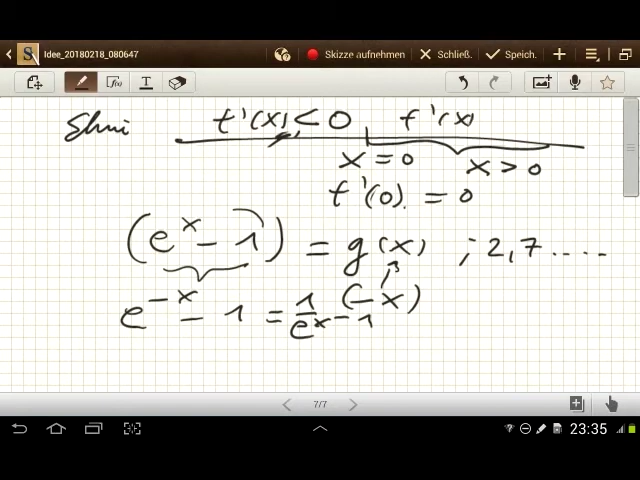 Idee_20180218_080647 Skizze aufnehmen Schließ. Speich.
f'(x) < 0 f'(x)
x = 0 x > 0
f'(0) = 0
(e^x - 1) = g(x) ; 2,7 ....
(-x)
e^-x - 1 = 1/e^x - 1
7/7
23:35